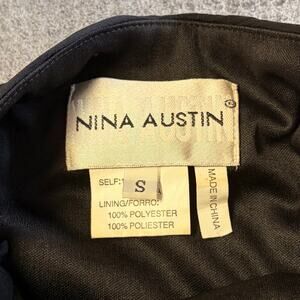 NINA AUSTIN ®
SELF:
S
LINING/FORRO:
100% POLYESTER
100% POLIESTER
MADE IN CHINA